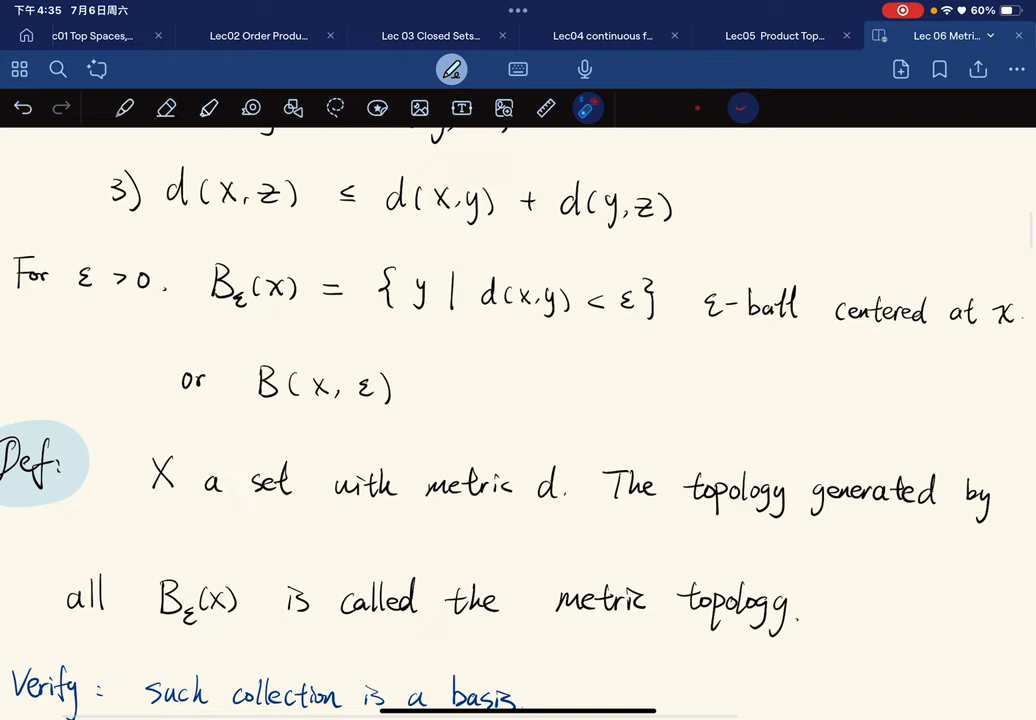 下午4:35 7月6日周六
60%
c01 Top Spaces,...
Lec02 Order Produ...
Lec 03 Closed Sets...
Lec04 continuous f...
Lec05 Product Top...
Lec 06 Metri...
3) d(x,z) ≤ d(x,y) + d(y,z)
For ε >0. Bε(x) = { y | d(x,y) < ε} ε-ball centered at x.
or B(x, ε)
Def: X a set with metric d. The topology generated by
all Bε(x) is called the metric topology.
Verify: such collection is a basis.